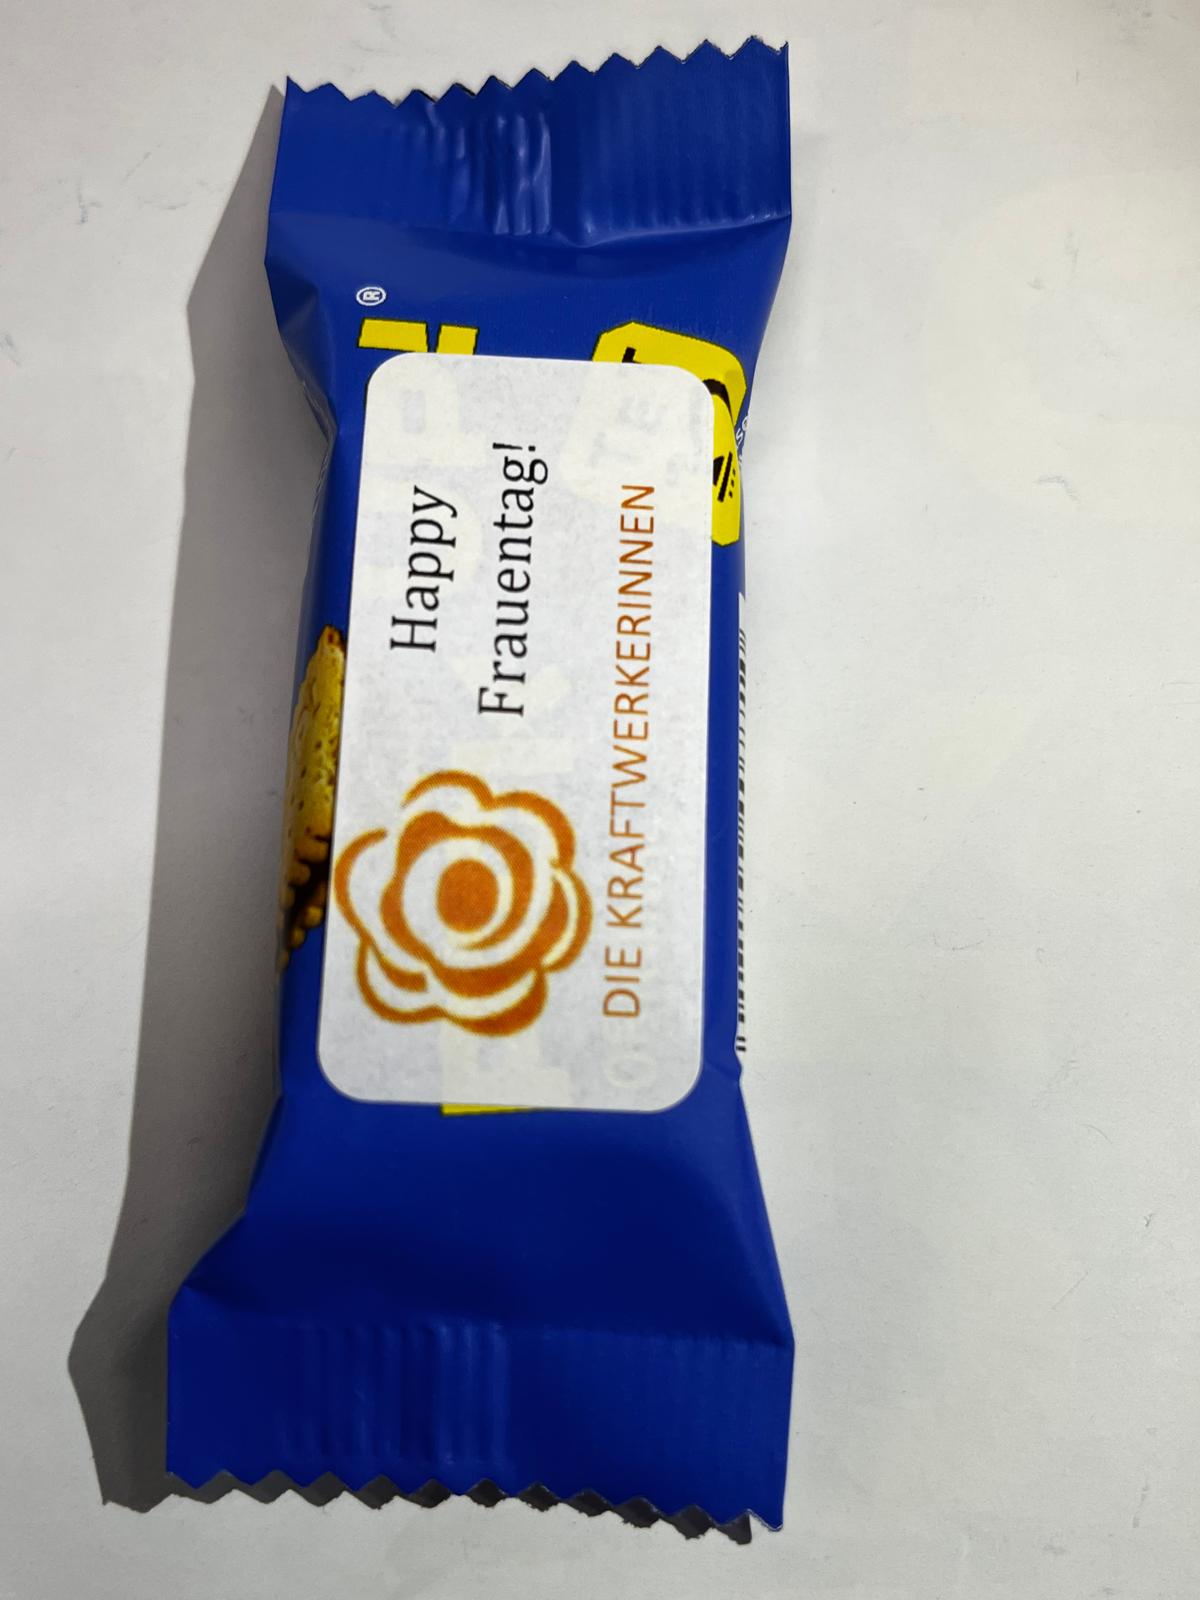 Happy
Frauentag!
DIE KRAFTWERKERINNEN
®